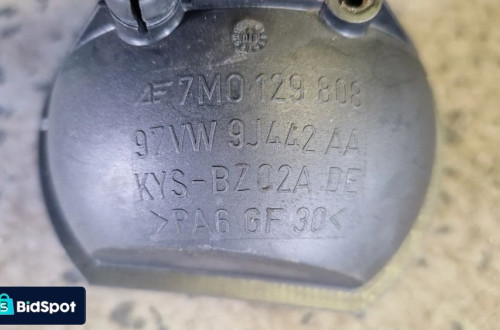 7M0 129 808
97VW 9J442 AA
KYS-BZ02A.DE
>PA6 GF 30<
BidSpot